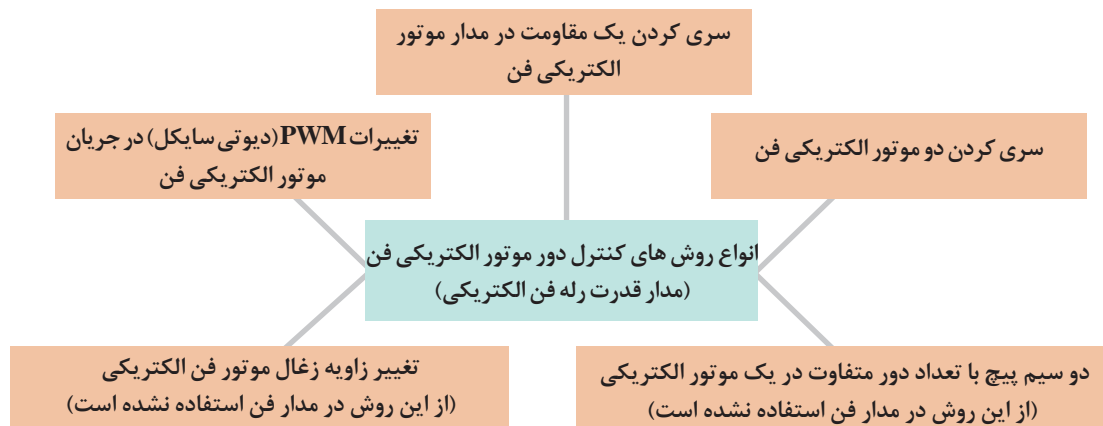 سری کردن یک مقاومت در مدار موتور
الکتریکی فن
سری کردن دو موتور الکتریکی فن
تغییرات PWM (دیوتی سایکل) در جریان
موتور الکتریکی فن
انواع روش های کنترل دور موتور الکتریکی فن
(مدار قدرت رله فن الکتریکی)
دو سیم پیچ با تعداد دور متفاوت در یک موتور الکتریکی
(از این روش در مدار فن استفاده نشده است)
تغییر زاویه زغال موتور فن الکتریکی
(از این روش در مدار فن استفاده نشده است)